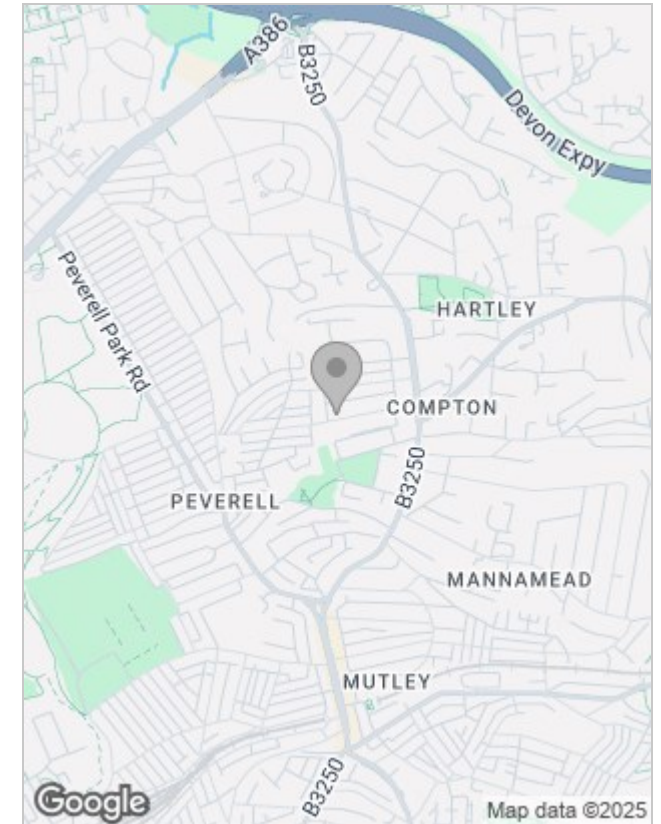 A386
B3250
Devon Expy
Peverell Park Rd
HARTLEY
COMPTON
B3250
PEVERELL
MANNAMEAD
MUTLEY
B3250
Google
Map data ©2025